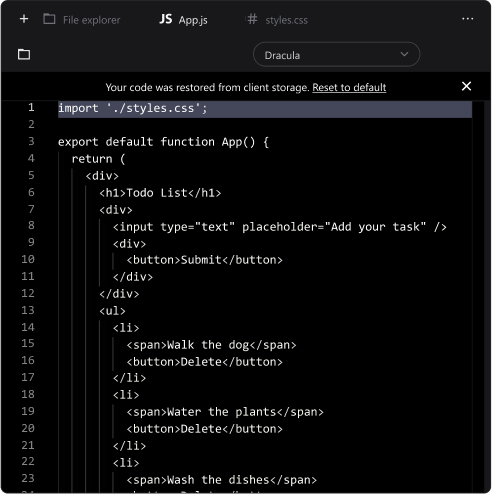 + File explorer JS App.js # styles.css ...
Dracula
Your code was restored from client storage. Reset to default
1 import './styles.css';
2
3 export default function App() {
4 return (
5 <div>
6 <h1>Todo List</h1>
7 <div>
8 <input type="text" placeholder="Add your task" />
9 <div>
10 <button>Submit</button>
11 </div>
12 </div>
13 <ul>
14 <li>
15 <span>Walk the dog</span>
16 <button>Delete</button>
17 </li>
18 <li>
19 <span>Water the plants</span>
20 <button>Delete</button>
21 </li>
22 <li>
23 <span>Wash the dishes</span>